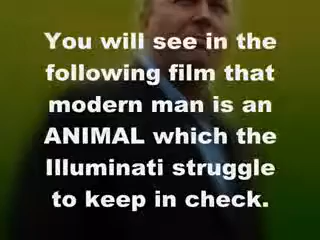 You will see in the
following film that
modern man is an
ANIMAL which the
Illuminati struggle
to keep in check.